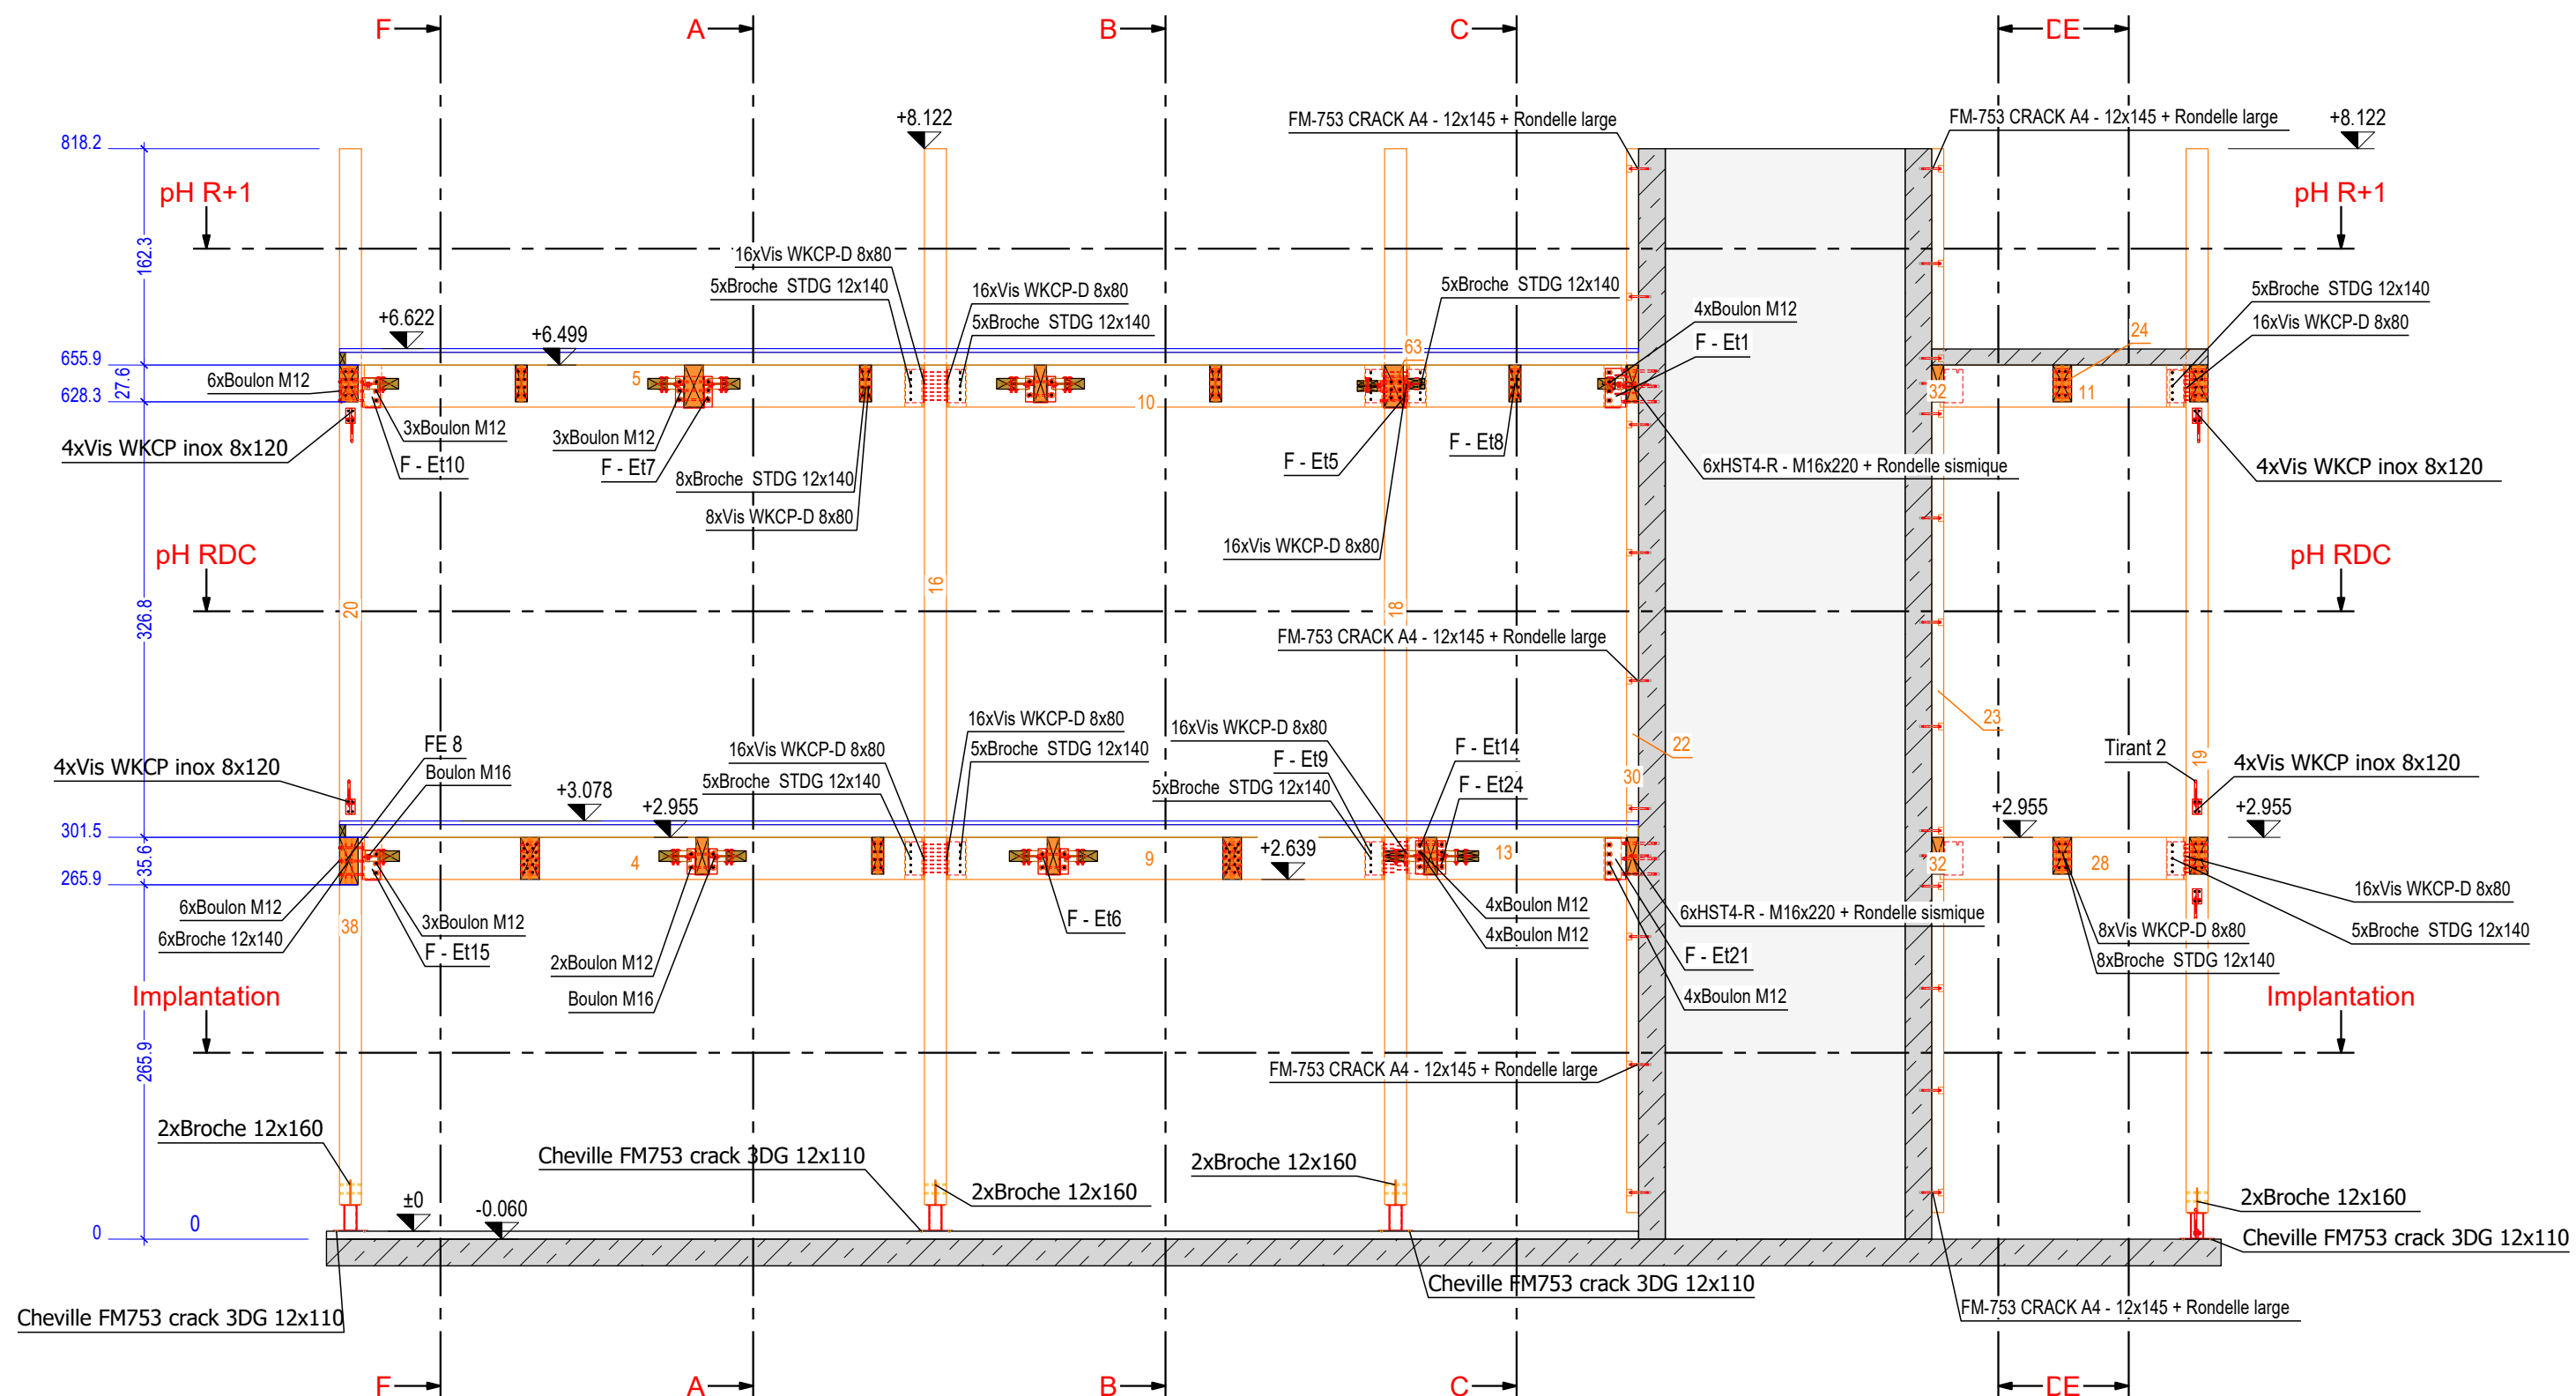 F
A
B
C
DE
+8.122
FM-753 CRACK A4 - 12x145 + Rondelle large
FM-753 CRACK A4 - 12x145 + Rondelle large
+8.122
818.2
pH R+1
pH R+1
162.3
16xVis WKCP-D 8x80
5xBroche STDG 12x140
16xVis WKCP-D 8x80
5xBroche STDG 12x140
5xBroche STDG 12x140
4xBoulon M12
F - Et1
5xBroche STDG 12x140
16xVis WKCP-D 8x80
+6.622
+6.499
63
24
655.9
27.6
628.3
6xBoulon M12
5
10
32
11
3xBoulon M12
3xBoulon M12
4xVis WKCP inox 8x120
F - Et10
F - Et7
8xBroche STDG 12x140
8xVis WKCP-D 8x80
F - Et5
F - Et8
6xHST4-R - M16x220 + Rondelle sismique
4xVis WKCP inox 8x120
16xVis WKCP-D 8x80
pH RDC
pH RDC
326.8
20
16
18
FM-753 CRACK A4 - 12x145 + Rondelle large
22
23
30
19
FE 8
Boulon M16
4xVis WKCP inox 8x120
16xVis WKCP-D 8x80
5xBroche STDG 12x140
16xVis WKCP-D 8x80
5xBroche STDG 12x140
16xVis WKCP-D 8x80
F - Et9
5xBroche STDG 12x140
F - Et14
F - Et24
Tirant 2
4xVis WKCP inox 8x120
+3.078
+2.955
+2.955
+2.955
301.5
35.6
265.9
4
9
+2.639
13
32
28
6xBoulon M12
6xBroche 12x140
38
3xBoulon M12
F - Et15
2xBoulon M12
Boulon M16
F - Et6
4xBoulon M12
4xBoulon M12
6xHST4-R - M16x220 + Rondelle sismique
F - Et21
4xBoulon M12
16xVis WKCP-D 8x80
5xBroche STDG 12x140
8xVis WKCP-D 8x80
8xBroche STDG 12x140
Implantation
Implantation
265.9
FM-753 CRACK A4 - 12x145 + Rondelle large
2xBroche 12x160
Cheville FM753 crack 3DG 12x110
2xBroche 12x160
2xBroche 12x160
2xBroche 12x160
±0
-0.060
0
0
Cheville FM753 crack 3DG 12x110
Cheville FM753 crack 3DG 12x110
Cheville FM753 crack 3DG 12x110
FM-753 CRACK A4 - 12x145 + Rondelle large
F
A
B
C
DE